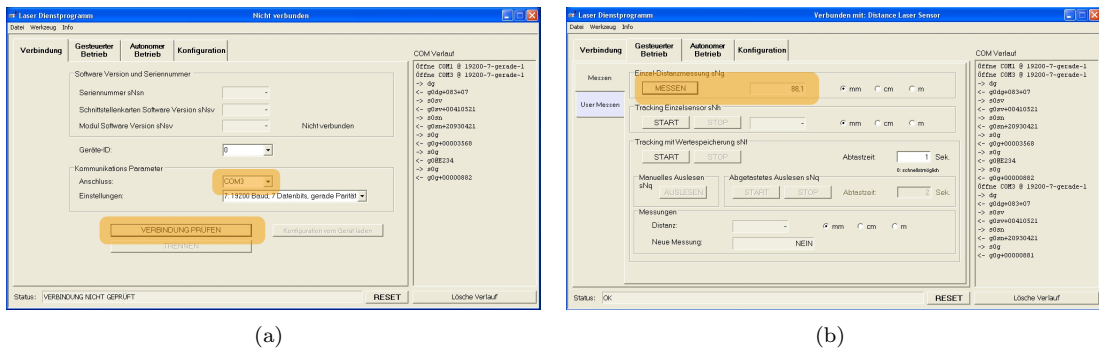 Laser Dienstprogramm Nicht verbunden
Datei Werkzeug Info
Verbindung Gesteuerter Betrieb Autonomer Betrieb Konfiguration
COM Verlauf
Software Version und Seriennummer
Seriennummer sNsn -
Schnittstellenkarten Software Version sNsv -
Modul Software Version sNsv - Nicht verbunden
Geräte-ID: 0
Kommunikations Parameter
Anschluss: COM3
Einstellungen: 7: 19200 Baud, 7 Datenbits, gerade Parität
VERBINDUNG PRÜFEN
Konfiguration vom Gerät laden
TRENNEN
Öffne COM1 @ 19200-7-gerade-1
Öffne COM3 @ 19200-7-gerade-1
-> dg
<- g0dg+083+07
-> s0sv
<- g0sv+00410521
-> s0sn
<- g0sn+20930421
-> s0g
<- g0g+00003568
-> s0g
<- g0@E234
-> s0g
<- g0g+00000882
Status: VERBINDUNG NICHT GEPRÜFT
RESET
Lösche Verlauf
(a)
Laser Dienstprogramm Verbunden mit: Distance Laser Sensor
Datei Werkzeug Info
Verbindung Gesteuerter Betrieb Autonomer Betrieb Konfiguration
COM Verlauf
Messen
User Messen
Einzel-Distanzmessung sNg
MESSEN 88,1 mm cm m
Tracking Einzelsensor sNh
START STOP - mm cm m
Tracking mit Wertespeicherung sNf
START STOP Abtastzeit 1 Sek.
0: schnellstmöglich
Manuelles Auslesen sNq
AUSLESEN
Abgetastetes Auslesen sNq
START STOP Abtastzeit: 2 Sek.
Messungen
Distanz: - mm cm m
Neue Messung: NEIN
Öffne COM1 @ 19200-7-gerade-1
Öffne COM3 @ 19200-7-gerade-1
-> dg
<- g0dg+083+07
-> s0sv
<- g0sv+00410521
-> s0sn
<- g0sn+20930421
-> s0g
<- g0g+00003568
-> s0g
<- g0@E234
-> s0g
<- g0g+00000882
Öffne COM3 @ 19200-7-gerade-1
-> dg
<- g0dg+083+07
-> s0sv
<- g0sv+00410521
-> s0sn
<- g0sn+20930421
-> s0g
<- g0g+00000881
Status: OK
RESET
Lösche Verlauf
(b)